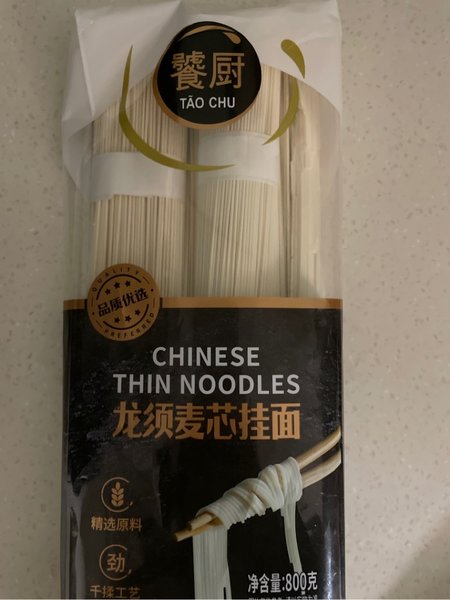 饕厨
TÃO CHU
QUALITY
品质优选
PREFERRED
CHINESE
THIN NOODLES
龙须麦芯挂面
精选原料
劲
千揉工艺
净含量:800克